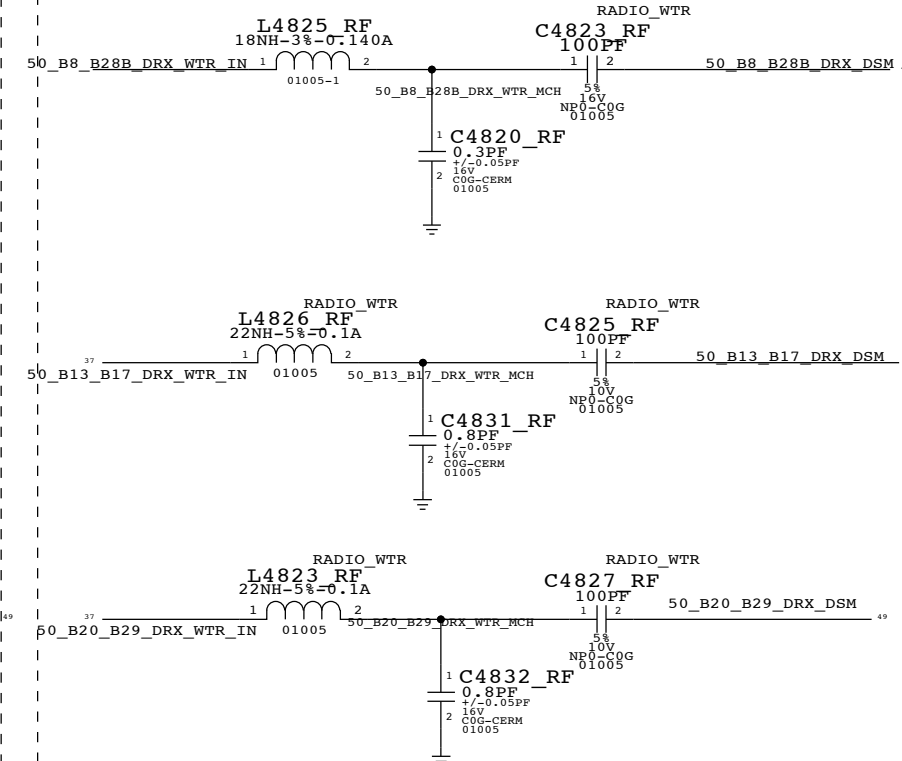 RADIO_WTR
L4825_RF
18NH-3%-0.140A
C4823_RF
100PF
50_B8_B28B_DRX_WTR_IN
1
2
01005-1
50_B8_B28B_DRX_WTR_MCH
1
2
50_B8_B28B_DRX_DSM
5%
16V
NP0-C0G
01005
1
C4820_RF
0.3PF
+/-0.05PF
16V
2
C0G-CERM
01005
RADIO_WTR
L4826_RF
22NH-5%-0.1A
RADIO_WTR
C4825_RF
100PF
37
50_B13_B17_DRX_WTR_IN
1
2
01005
50_B13_B17_DRX_WTR_MCH
1
2
50_B13_B17_DRX_DSM
5%
10V
NP0-C0G
01005
1
C4831_RF
0.8PF
+/-0.05PF
16V
2
C0G-CERM
01005
RADIO_WTR
L4823_RF
22NH-5%-0.1A
RADIO_WTR
C4827_RF
100PF
49
37
50_B20_B29_DRX_WTR_IN
1
2
01005
50_B20_B29_DRX_WTR_MCH
1
2
50_B20_B29_DRX_DSM
49
5%
10V
NP0-C0G
01005
1
C4832_RF
0.8PF
+/-0.05PF
16V
2
C0G-CERM
01005